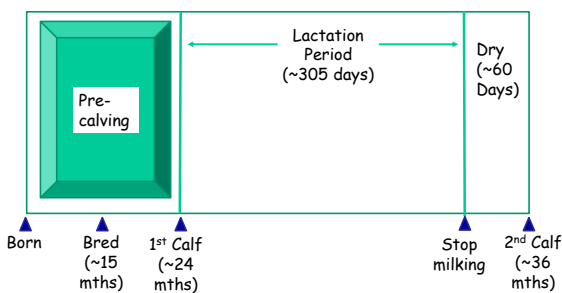 Lactation
Period
(~305 days)
Dry
(~60
Days)
Pre-
calving
Born
Bred
(~15
mths)
1st Calf
(~24
mths)
Stop
milking
2nd Calf
(~36
mths)